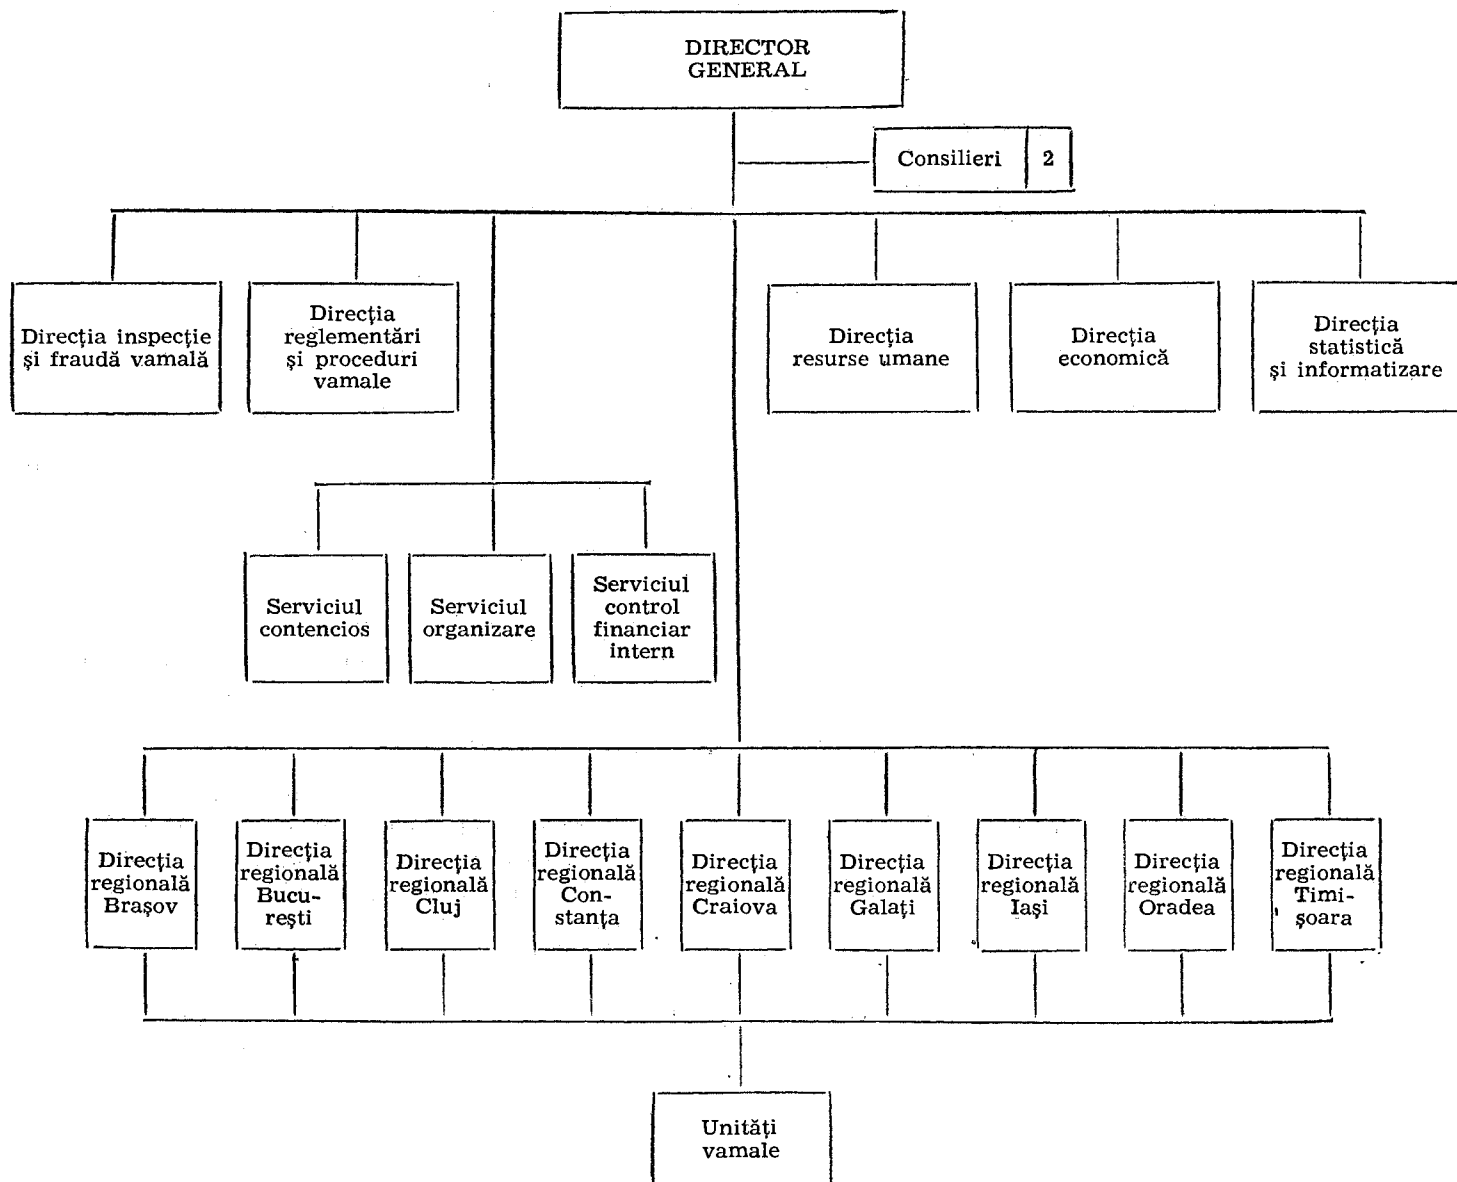 DIRECTOR
GENERAL
Consilieri 2
Direcția inspecție
și fraudă vamală
Direcția
reglementări
și proceduri
vamale
Direcția
resurse umane
Direcția
economică
Direcția
statistică
și informatizare
Serviciul
contencios
Serviciul
organizare
Serviciul
control
financiar
intern
Direcția
regională
Brașov
Direcția
regională
Bucu-
rești
Direcția
regională
Cluj
Direcția
regională
Con-
stanța
Direcția
regională
Craiova
Direcția
regională
Galați
Direcția
regională
Iași
Direcția
regională
Oradea
Direcția
regională
Timi-
șoara
Unități
vamale